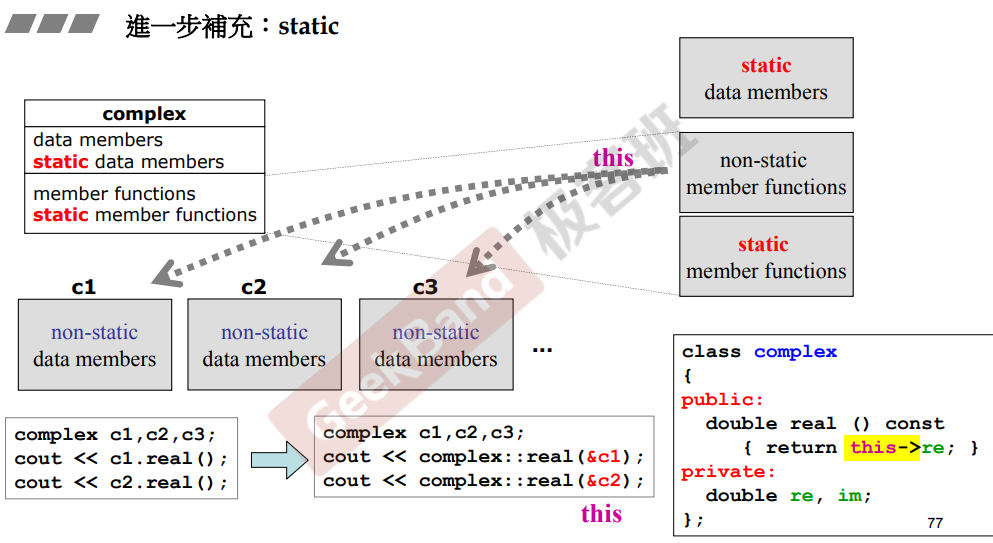 進一步補充：static
static
data members
complex
data members
static data members
member functions
static member functions
non-static
member functions
static
member functions
this
c1
c2
c3
non-static
data members
non-static
data members
non-static
data members
...
GeekBand 极客班
complex c1,c2,c3;
cout << c1.real();
cout << c2.real();
complex c1,c2,c3;
cout << complex::real(&c1);
cout << complex::real(&c2);
this
class complex
{
public:
double real () const
{ return this->re; }
private:
double re, im;
};
77